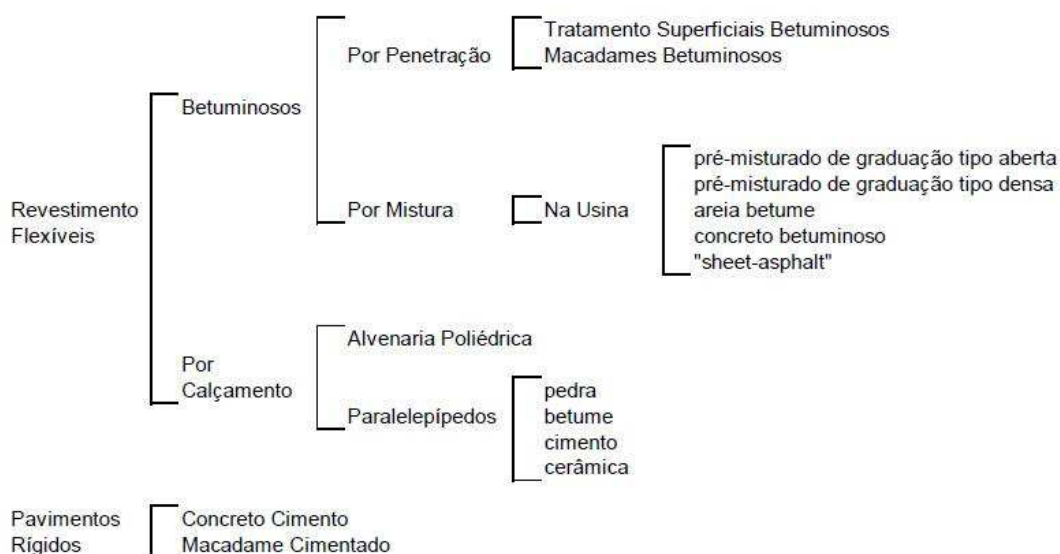 Revestimento
Flexíveis
Betuminosos
Por Penetração
Tratamento Superficiais Betuminosos
Macadames Betuminosos
Por Mistura
Na Usina
pré-misturado de graduação tipo aberta
pré-misturado de graduação tipo densa
areia betume
concreto betuminoso
"sheet-asphalt"
Por
Calçamento
Alvenaria Poliédrica
Paralelepípedos
pedra
betume
cimento
cerâmica
Pavimentos
Rígidos
Concreto Cimento
Macadame Cimentado